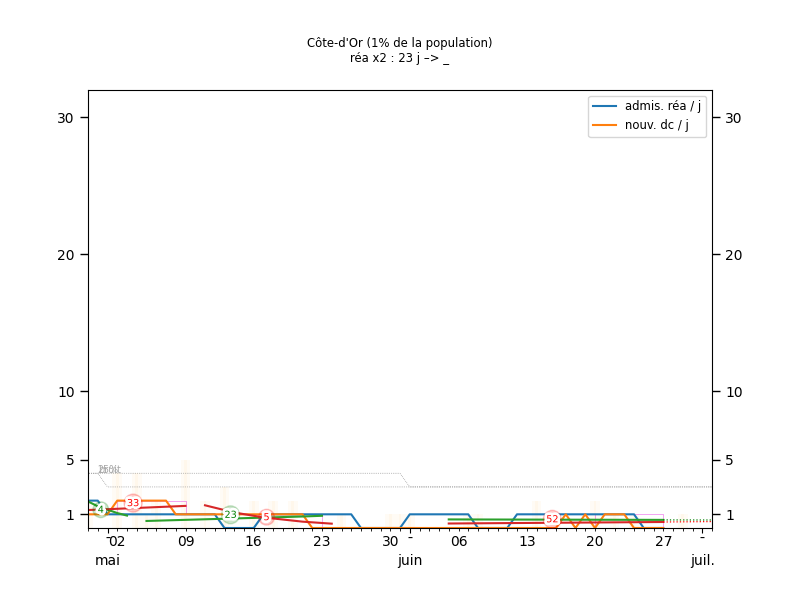 Côte-d'Or (1% de la population)
réa x2 : 23 j –> _
30 30
admis. réa / j
nouv. dc / j
20 20
10 10
5 5
4 33 23 5 52
1 1
- 02 09 16 23 30 - 06 13 20 27 -
mai juin juil.